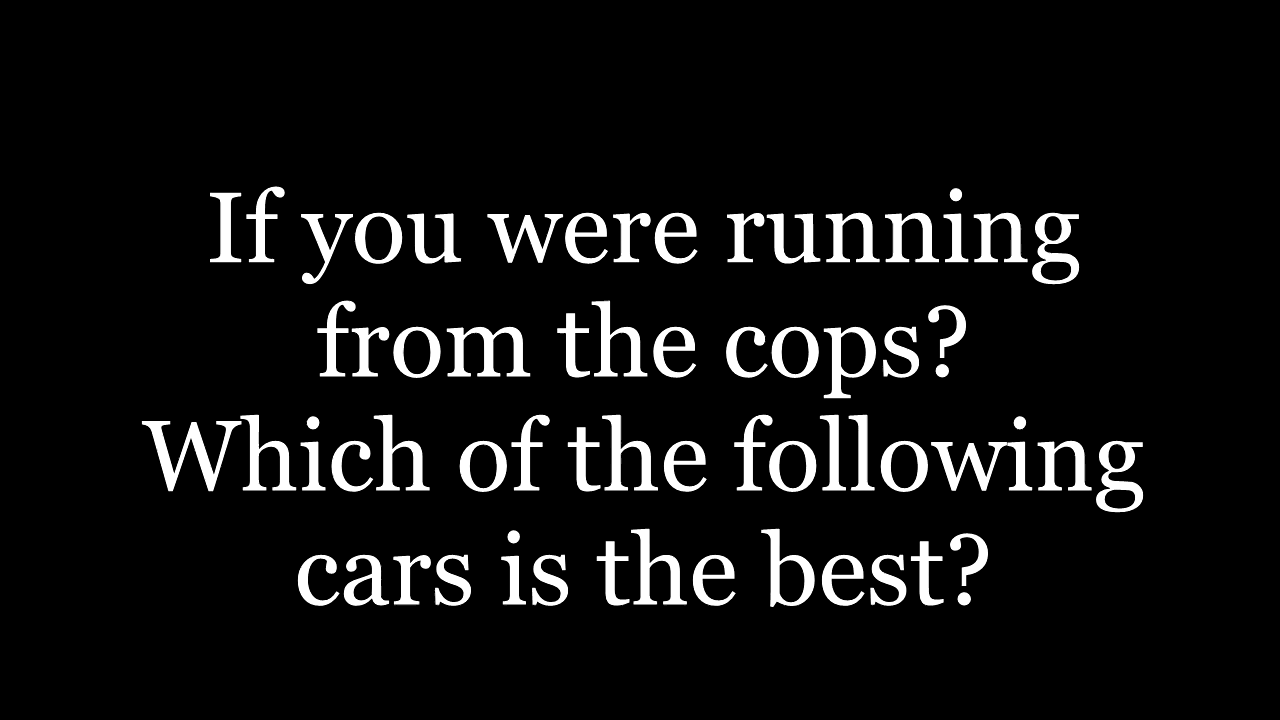 If you were running
from the cops?
Which of the following
cars is the best?